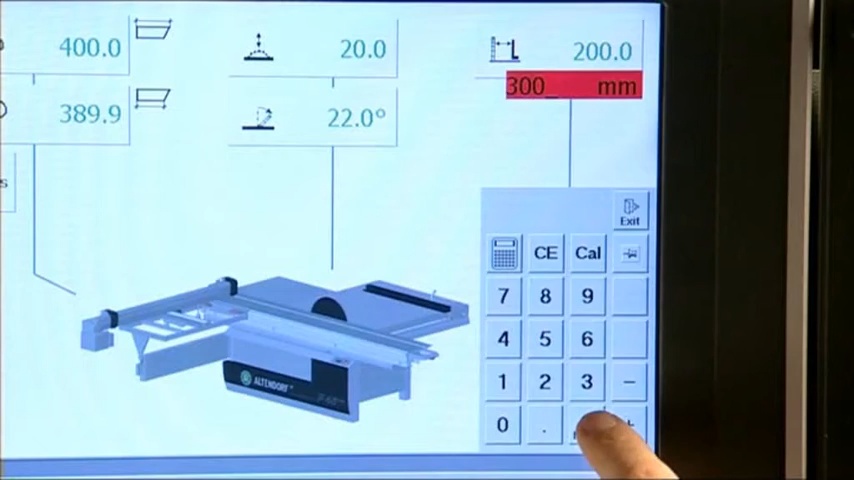 400.0
20.0
200.0
300_ mm
389.9
22.0°
s
Exit
CE Cal
7 8 9
4 5 6
1 2 3 –
0 .
ALTENDORF